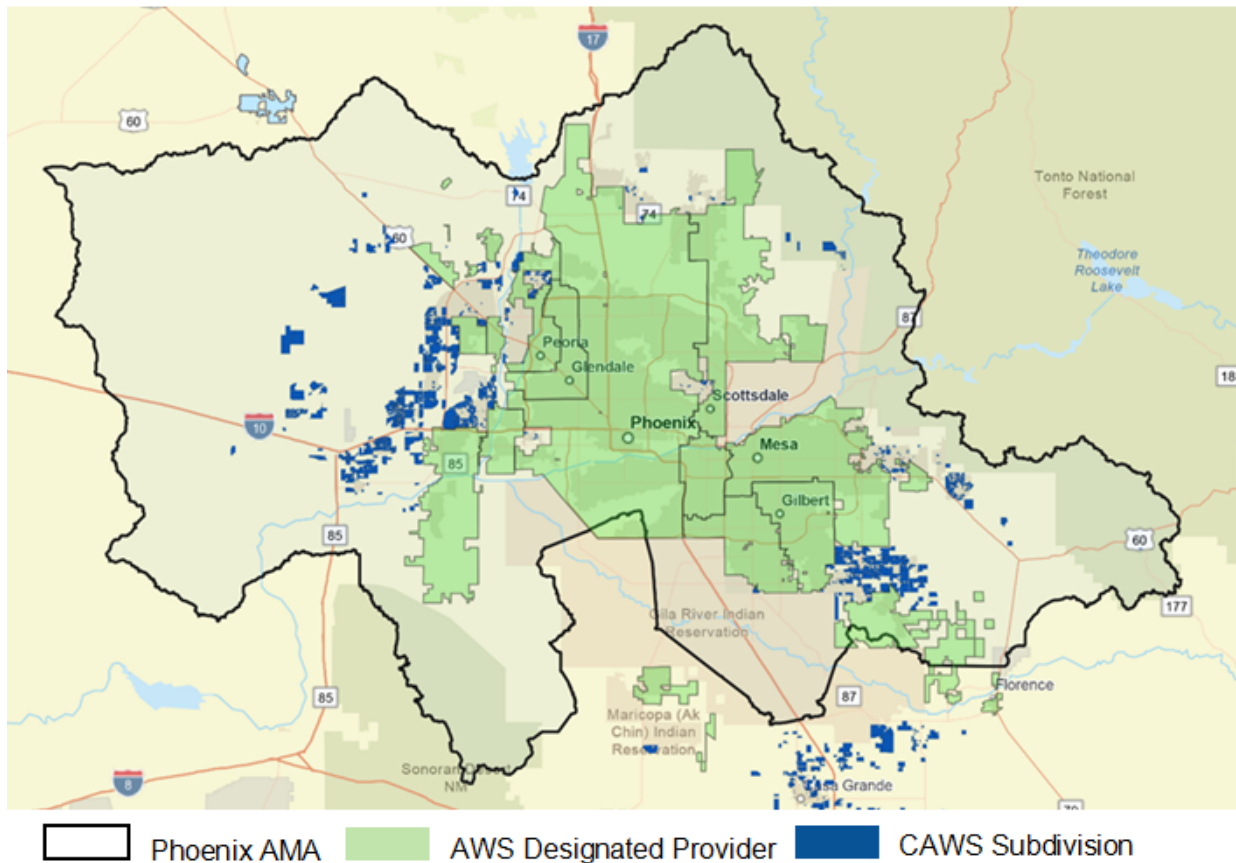 17
60
Tonto National
Forest
74
74
60
Theodore
Roosevelt
Lake
87
Peoria
Glendale
18
Scottsdale
Phoenix
10
Mesa
85
Gilbert
85
60
177
Gila River Indian
Reservation
Florence
85
87
Maricopa (Ak
Chin) Indian
Reservation
Sonoran Desert
NM
8
Casa Grande
Phoenix AMA
AWS Designated Provider
CAWS Subdivision